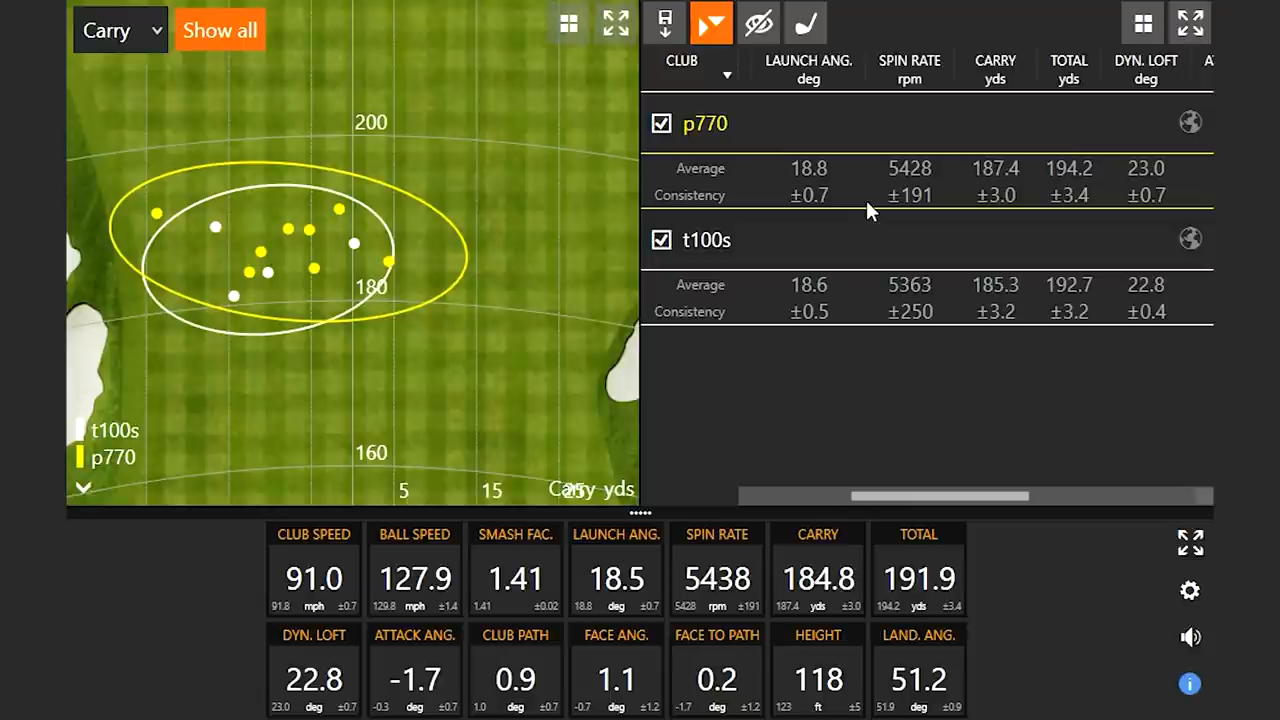 Carry
Show all
200
180
160
t100s
p770
5
15
yds
CLUB LAUNCH ANG. SPIN RATE CARRY TOTAL DYN. LOFT
deg rpm yds yds deg
p770
Average 18.8 5428 187.4 194.2 23.0
Consistency ±0.7 ±191 ±3.0 ±3.4 ±0.7
t100s
Average 18.6 5363 185.3 192.7 22.8
Consistency ±0.5 ±250 ±3.2 ±3.2 ±0.4
CLUB SPEED BALL SPEED SMASH FAC. LAUNCH ANG. SPIN RATE CARRY TOTAL
91.0 127.9 1.41 18.5 5438 184.8 191.9
91.8 mph ±0.7 129.8 mph ±1.4 1.41 ±0.02 18.8 deg ±0.7 5428 rpm ±191 187.4 yds ±3.0 194.2 yds ±3.4
DYN. LOFT ATTACK ANG. CLUB PATH FACE ANG. FACE TO PATH HEIGHT LAND. ANG.
22.8 -1.7 0.9 1.1 0.2 118 51.2
23.0 deg ±0.7 -0.3 deg ±0.7 1.0 deg ±0.7 -0.7 deg ±1.2 -1.7 deg ±1.2 123 ft ±5 51.9 deg ±0.9